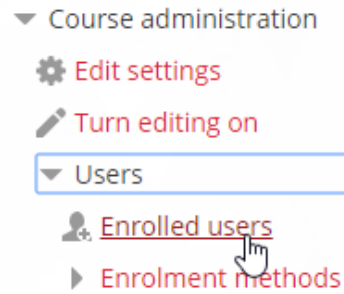 Course administration
Edit settings
Turn editing on
Users
Enrolled users
Enrolment methods